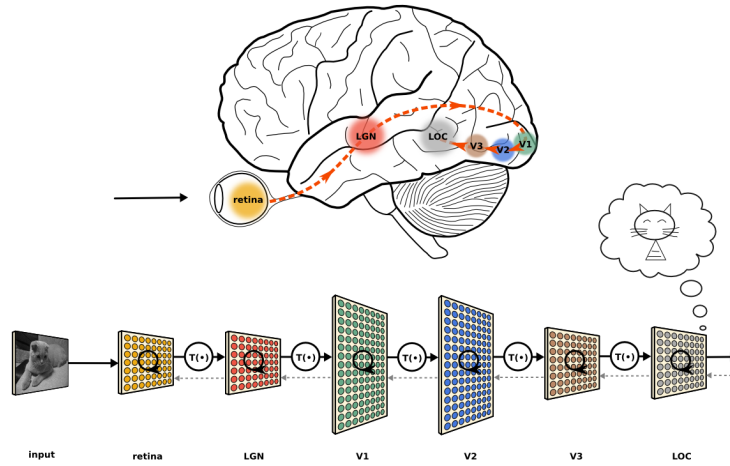 LGN
LOC
V3
V2
V1
retina
T(•)
T(•)
T(•)
T(•)
T(•)
input
retina
LGN
V1
V2
V3
LOC